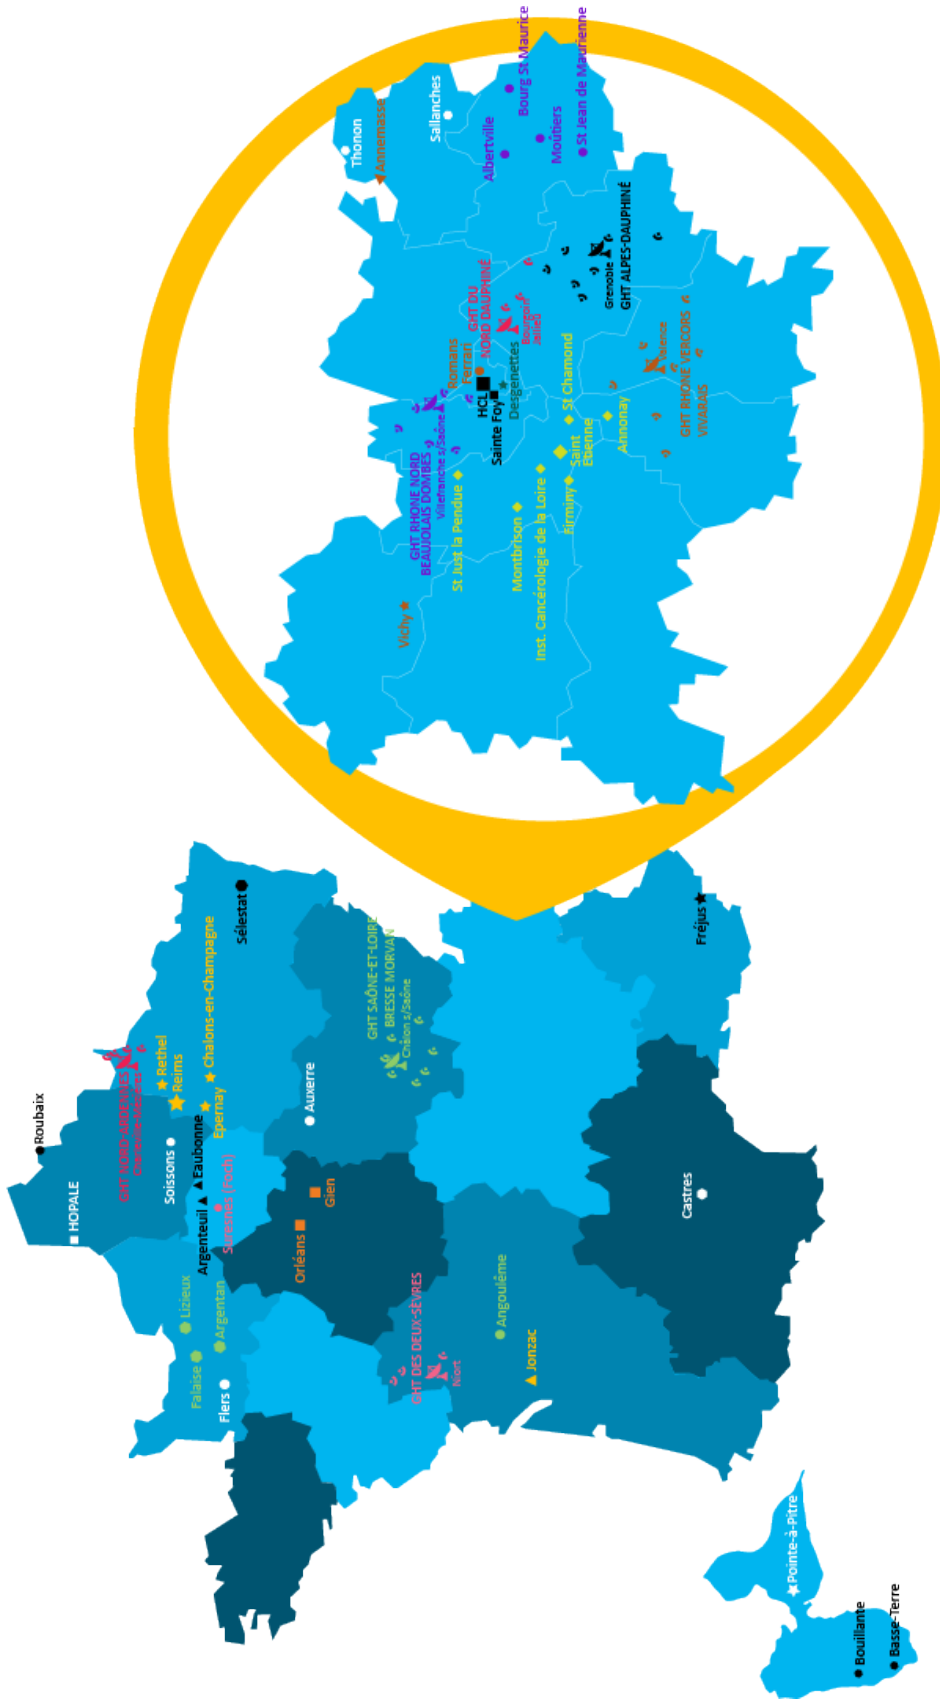 Roubaix
HOPALE
GHT NORD-ARDENNES
Charleville-Mézières
Rethel
Reims
Soissons
Chalons-en-Champagne
Epernay
Argenteuil
Eaubonne
Suresnes (Foch)
Sélestat
Lizieux
Falaise
Argentan
Flers
Orléans
Gien
Auxerre
GHT SAÔNE-ET-LOIRE
BRESSE MORVAN
Châlon s/Saône
GHT DES DEUX-SÈVRES
Niort
Angoulême
Jonzac
Castres
Fréjus
Pointe-à-Pitre
Bouillante
Basse-Terre
Thonon
Annemasse
Sallanches
Albertville
Bourg St Maurice
Moûtiers
St Jean de Maurienne
Vichy
GHT RHONE NORD
BEAUJOLAIS DOMBES
Villefranche s/Saône
St Just la Pendue
Romans
Ferrari
HCL
Sainte Foy
Desgenettes
GHT DU
NORD DAUPHINÉ
Bourgoin
Jallieu
Montbrison
Inst. Cancérologie de la Loire
Firminy
Saint
Etienne
St Chamond
Annonay
Grenoble
GHT ALPES-DAUPHINÉ
Valence
GHT RHONE VERCORS
VIVARAIS